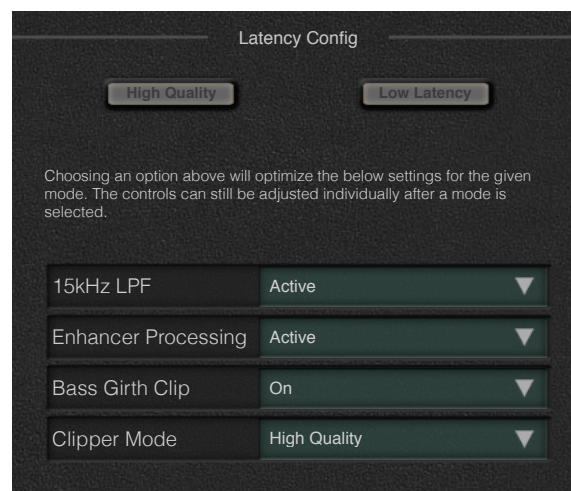 Latency Config
High Quality Low Latency
Choosing an option above will optimize the below settings for the given
mode. The controls can still be adjusted individually after a mode is
selected.
15kHz LPF Active
Enhancer Processing Active
Bass Girth Clip On
Clipper Mode High Quality